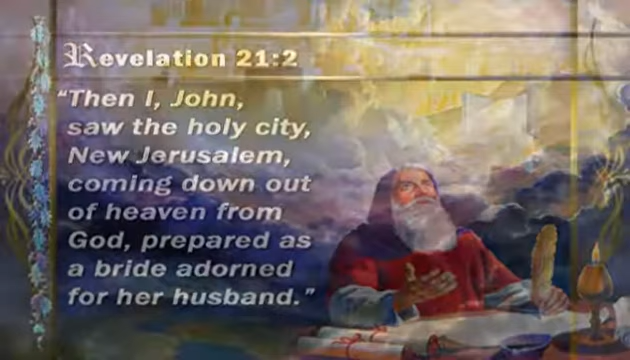 Revelation 21:2
“Then I, John,
saw the holy city,
New Jerusalem,
coming down out
of heaven from
God, prepared as
a bride adorned
for her husband.”